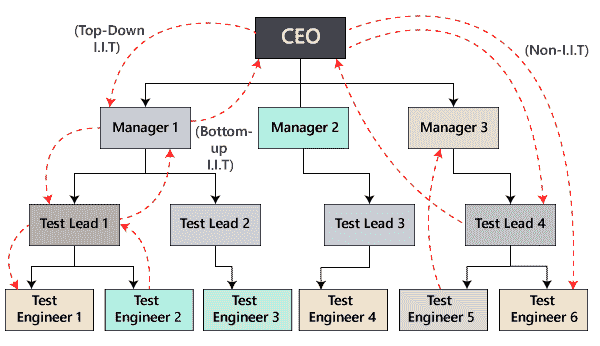 CEO
(Top-Down
I.I.T)
(Non-I.I.T)
Manager 1
(Bottom-
up
I.I.T)
Manager 2
Manager 3
Test Lead 1
Test Lead 2
Test Lead 3
Test Lead 4
Test
Engineer 1
Test
Engineer 2
Test
Engineer 3
Test
Engineer 4
Test
Engineer 5
Test
Engineer 6